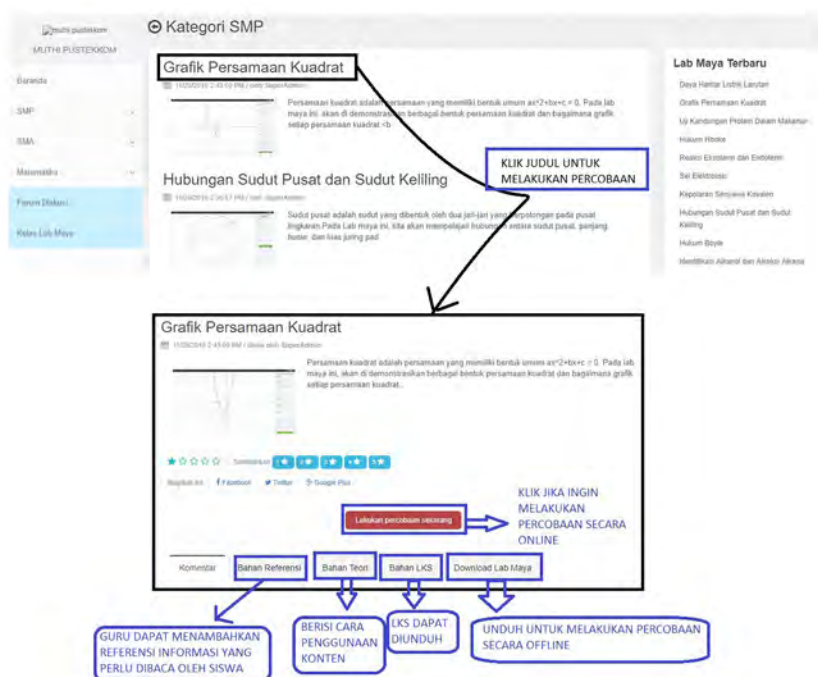 Kategori SMP
muthi pustekkom
MUTHI PUSTEKKOM
Beranda
SMP
SMA
Matematika
Forum Diskusi
Kelas Lab Maya
Grafik Persamaan Kuadrat
Persamaan kuadrat adalah persamaan yang memiliki bentuk umum ax^2+bx+c = 0. Pada lab
maya ini, akan di demonstrasikan berbagai bentuk persamaan kuadrat dan bagaimana grafik
setiap persamaan kuadrat.<b
KLIK JUDUL UNTUK
MELAKUKAN PERCOBAAN
Hubungan Sudut Pusat dan Sudut Keliling
Sudut pusat adalah sudut yang dibentuk oleh dua jari-jari yang berpotongan pada pusat
lingkaran.Pada Lab maya ini, kita akan mempelajari hubungan antara sudut pusat, panjang
busur, dan luas juring pad
Lab Maya Terbaru
Daya Hantar Listrik Larutan
Grafik Persamaan Kuadrat
Uji Kandungan Protein Dalam Makanan
Hukum Hooke
Reaksi Eksoterm dan Endoterm
Sel Elektrolisis
Kepolaran Senyawa Kovalen
Hubungan Sudut Pusat dan Sudut
Keliling
Hukum Boyle
Grafik Persamaan Kuadrat
Persamaan kuadrat adalah persamaan yang memiliki bentuk umum ax^2+bx+c = 0. Pada lab
maya ini, akan di demonstrasikan berbagai bentuk persamaan kuadrat dan bagaimana grafik
setiap persamaan kuadrat.
1 2 3 4 5
Bagikan ke: Facebook Twitter Google Plus
Lakukan percobaan sekarang
KLIK JIKA INGIN
MELAKUKAN
PERCOBAAN SECARA
ONLINE
Komentar Bahan Referensi Bahan Teori Bahan LKS Download Lab Maya
GURU DAPAT MENAMBAHKAN
REFERENSI INFORMASI YANG
PERLU DIBACA OLEH SISWA
BERISI CARA
PENGGUNAAN
KONTEN
LKS DAPAT
DIUNDUH
UNDUH UNTUK MELAKUKAN PERCOBAAN
SECARA OFFLINE